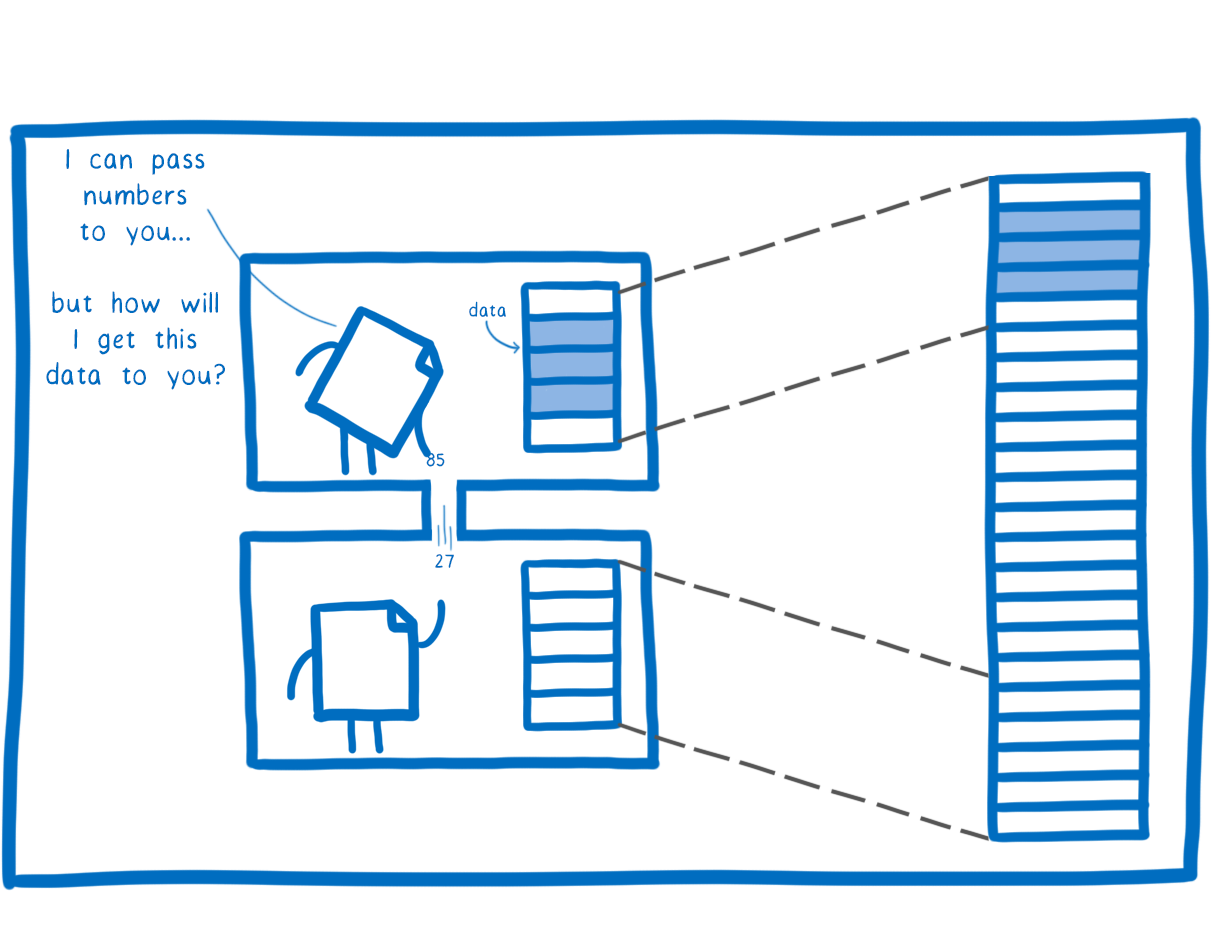 I can pass
numbers
to you...
but how will
I get this
data to you?
data
85
27